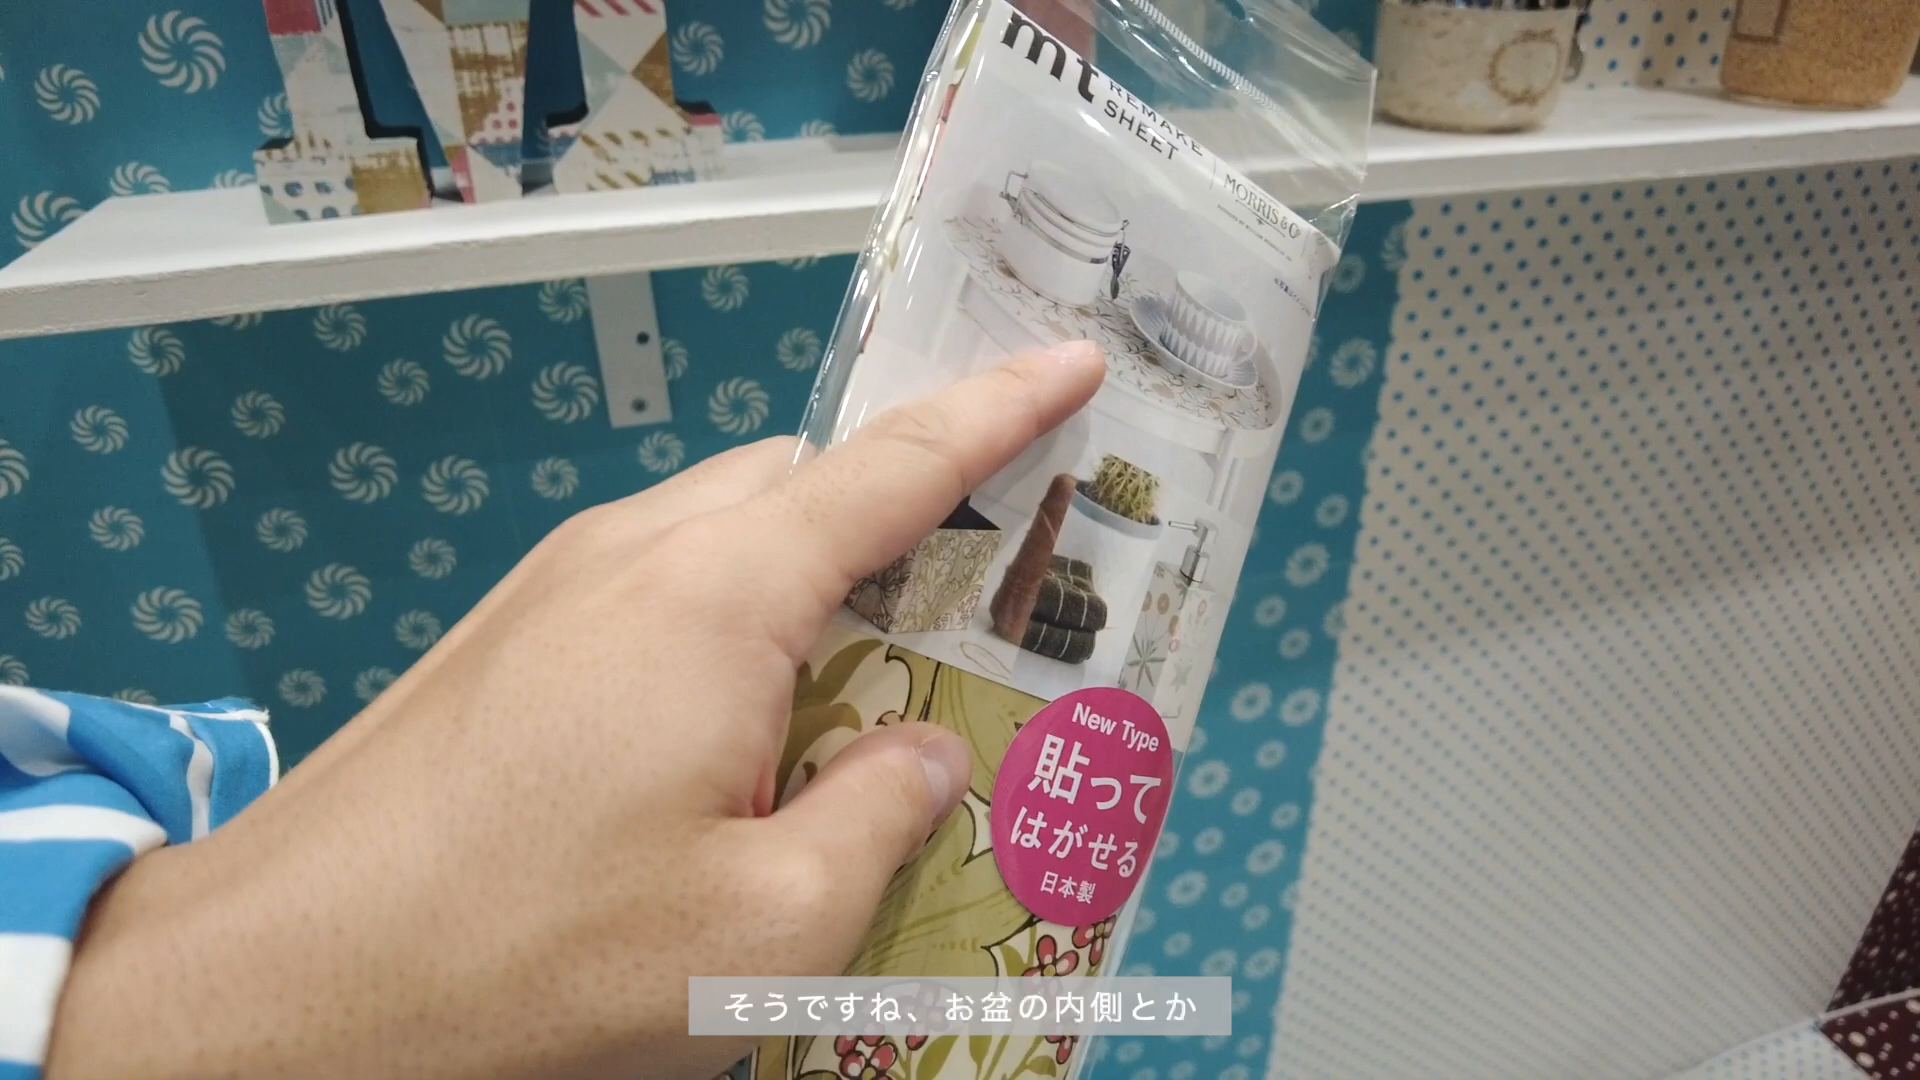 mt
REMAKE
SHEET
MORRIS & Co
New Type
貼って
はがせる
日本製
そうですね、お盆の内側とか